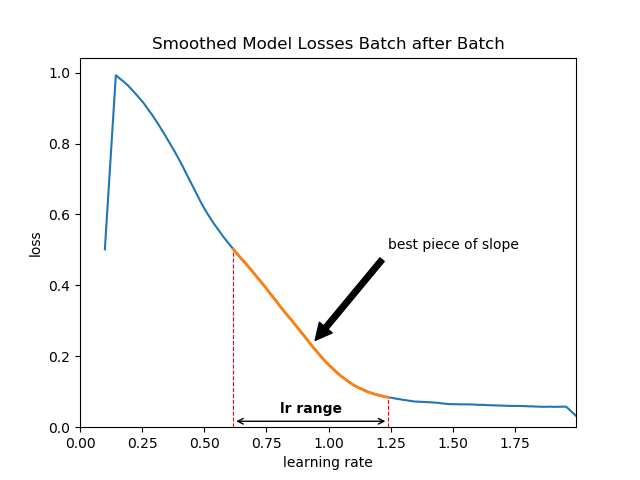 Smoothed Model Losses Batch after Batch
1.0
0.8
0.6
0.4
0.2
0.0
loss
best piece of slope
lr range
0.00 0.25 0.50 0.75 1.00 1.25 1.50 1.75
learning rate